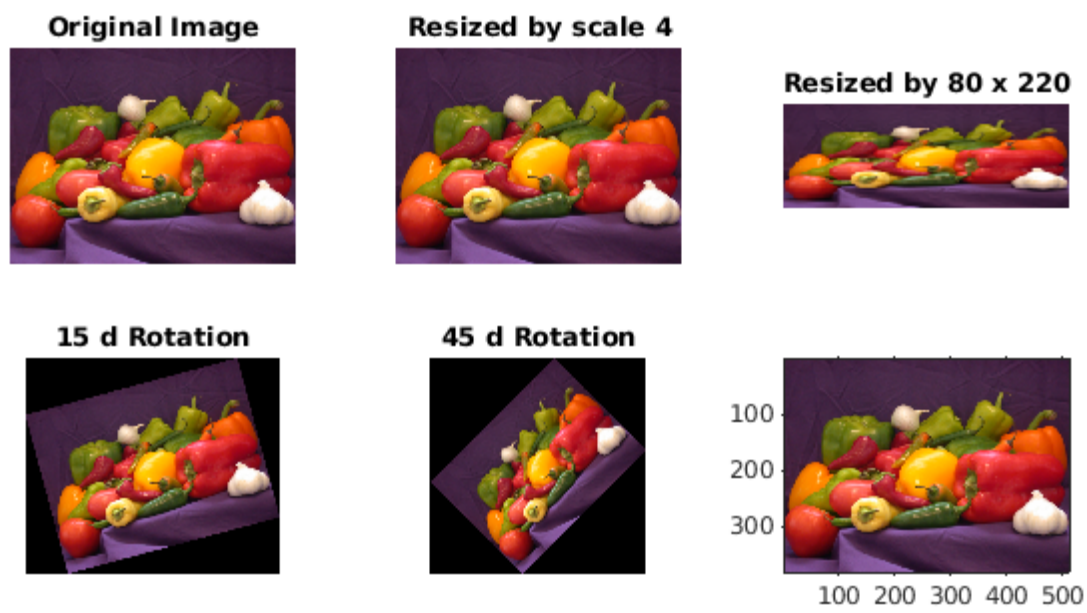 Original Image
Resized by scale 4
Resized by 80 x 220
15 d Rotation
45 d Rotation
100
200
300
100 200 300 400 500